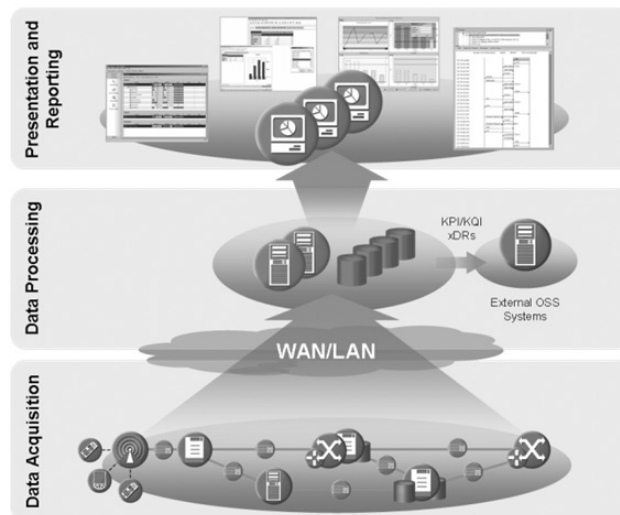 Presentation and
Reporting
Data Processing
KPI/KQI
xDRs
External OSS
Systems
WAN/LAN
Data Acquisition